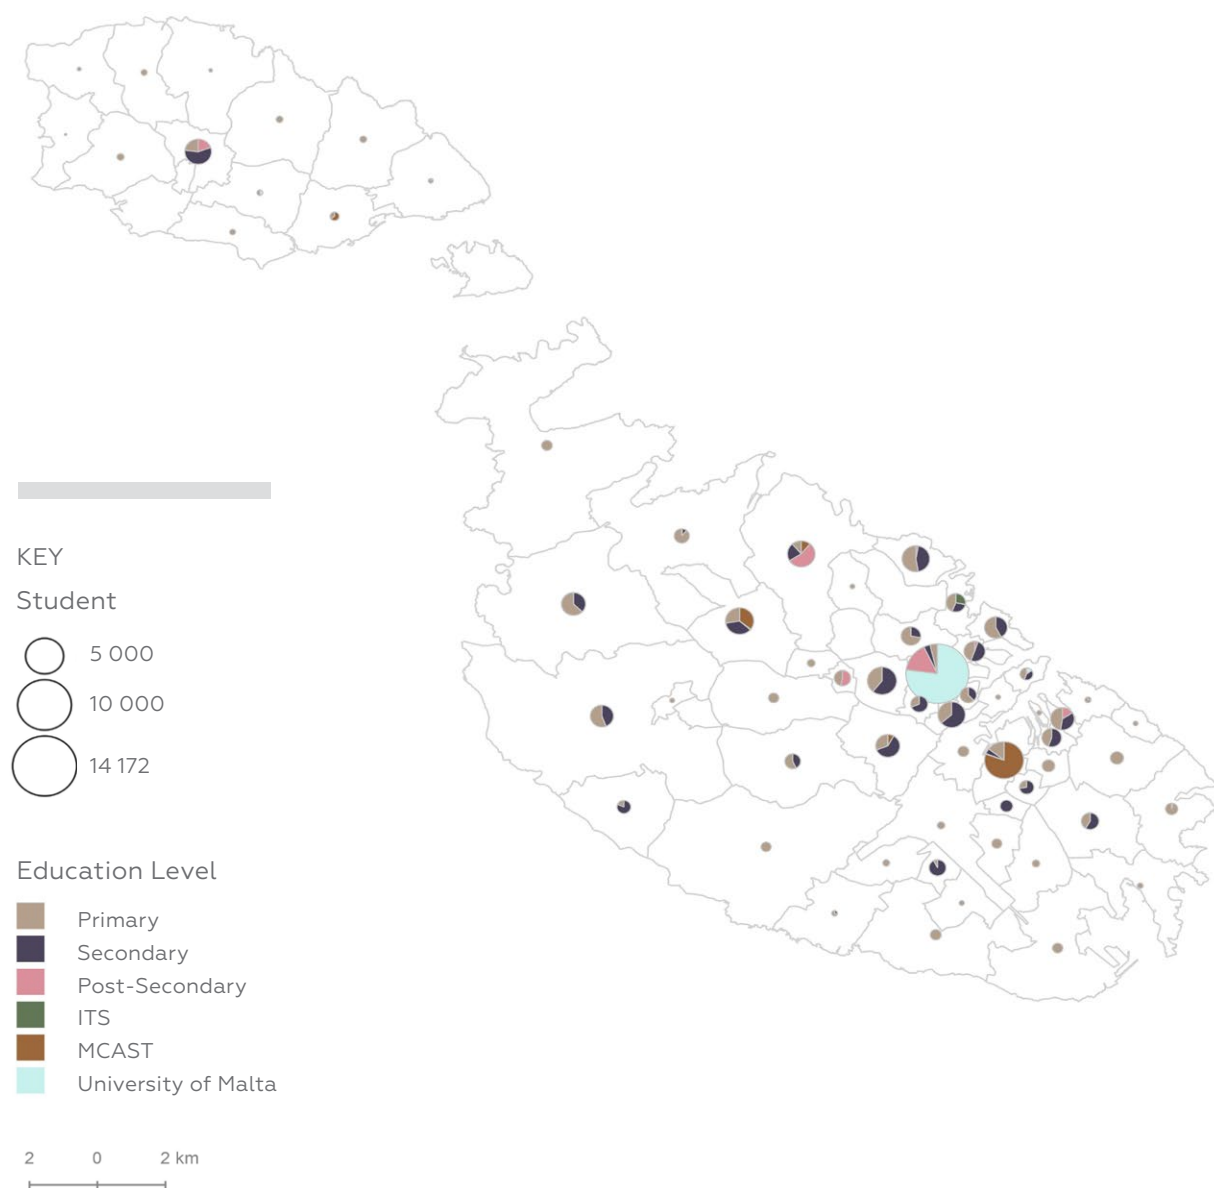 KEY
Student
5 000
10 000
14 172
Education Level
Primary
Secondary
Post-Secondary
ITS
MCAST
University of Malta
2 0 2 km